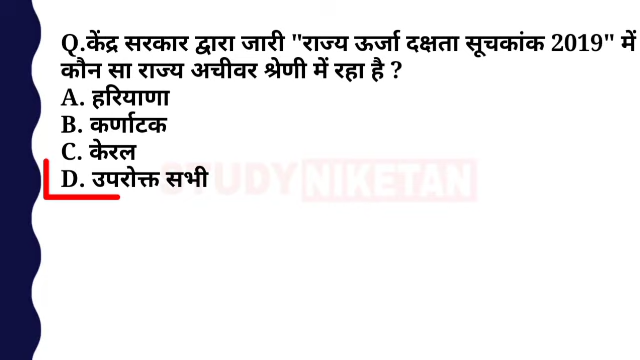 Q.केंद्र सरकार द्वारा जारी "राज्य ऊर्जा दक्षता सूचकांक 2019" में
कौन सा राज्य अचीवर श्रेणी में रहा है ?
A. हरियाणा
B. कर्णाटक
C. केरल
D. उपरोक्त सभी
STUDY NIKETAN